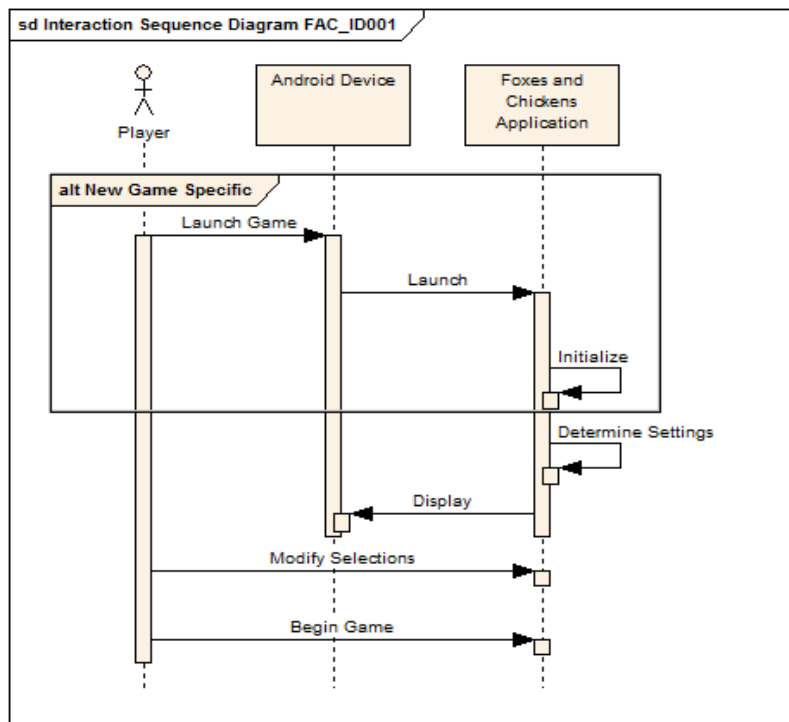 sd Interaction Sequence Diagram FAC_ID001
Player
Android Device
Foxes and
Chickens
Application
alt New Game Specific
Launch Game
Launch
Initialize
Determine Settings
Display
Modify Selections
Begin Game